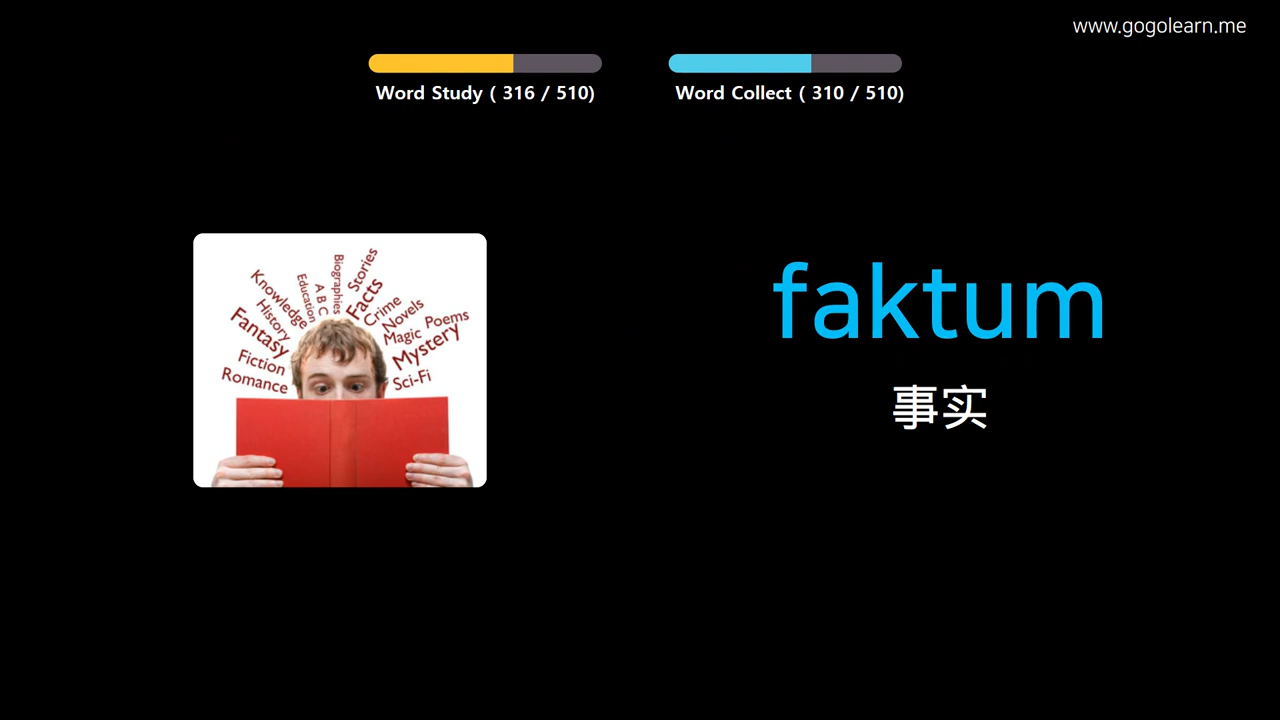 www.gogolearn.me
Word Study ( 316 / 510)
Word Collect ( 310 / 510)
Knowledge
History
Fantasy
Fiction
Romance
Education
A B C
Biographies
Stories
Facts
Crime
Novels
Magic
Poems
Mystery
Sci-Fi
faktum
事实